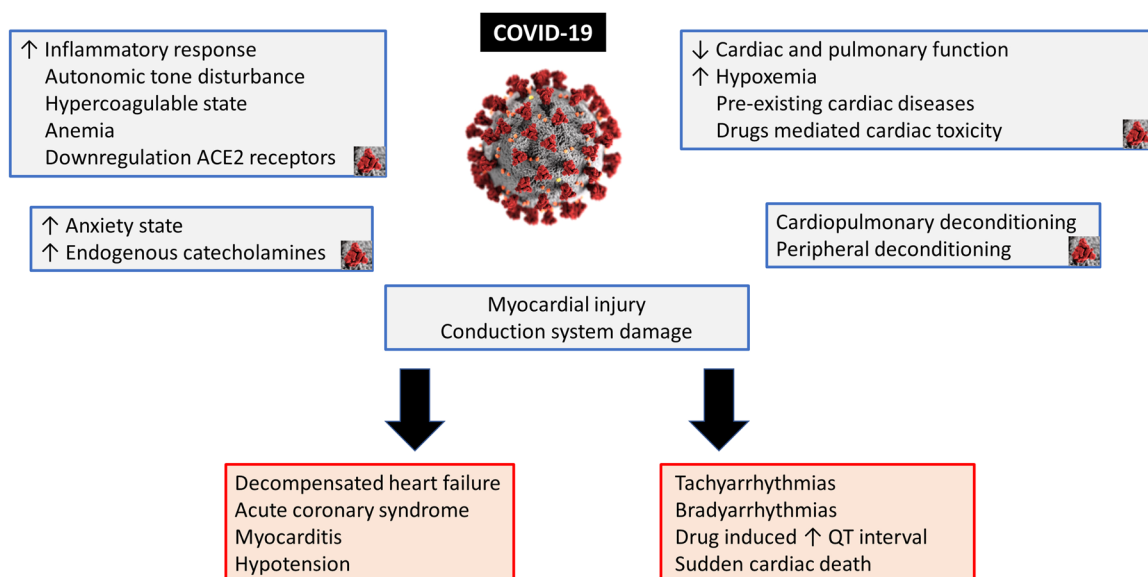 COVID-19
↑ Inflammatory response
Autonomic tone disturbance
Hypercoagulable state
Anemia
Downregulation ACE2 receptors
↓ Cardiac and pulmonary function
↑ Hypoxemia
Pre-existing cardiac diseases
Drugs mediated cardiac toxicity
↑ Anxiety state
↑ Endogenous catecholamines
Cardiopulmonary deconditioning
Peripheral deconditioning
Myocardial injury
Conduction system damage
Decompensated heart failure
Acute coronary syndrome
Myocarditis
Hypotension
Tachyarrhythmias
Bradyarrhythmias
Drug induced ↑ QT interval
Sudden cardiac death